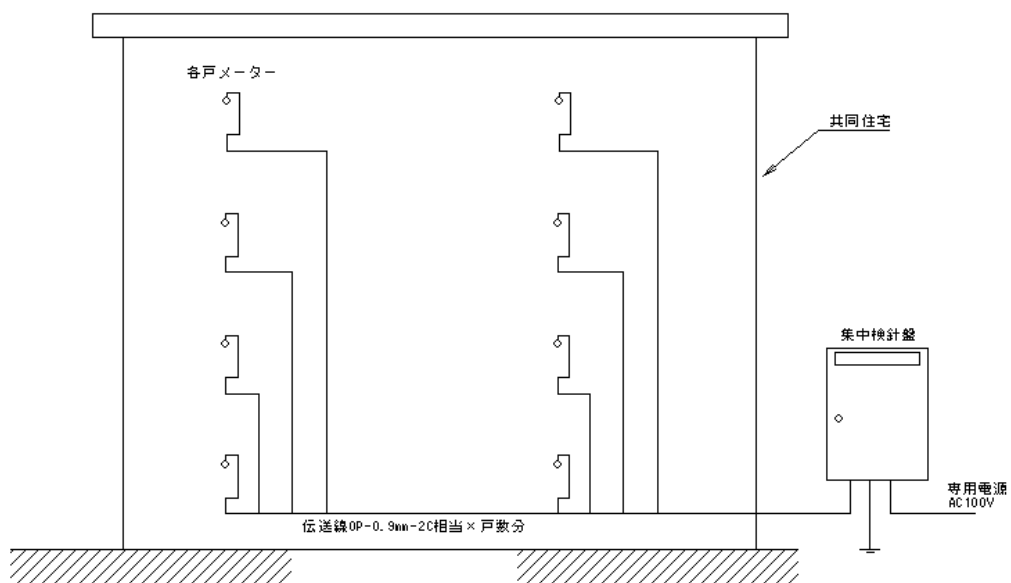 各戸メーター
共同住宅
集中検針盤
専用電源
AC100V
伝送線OP-0.9mm-2C相当×戸数分